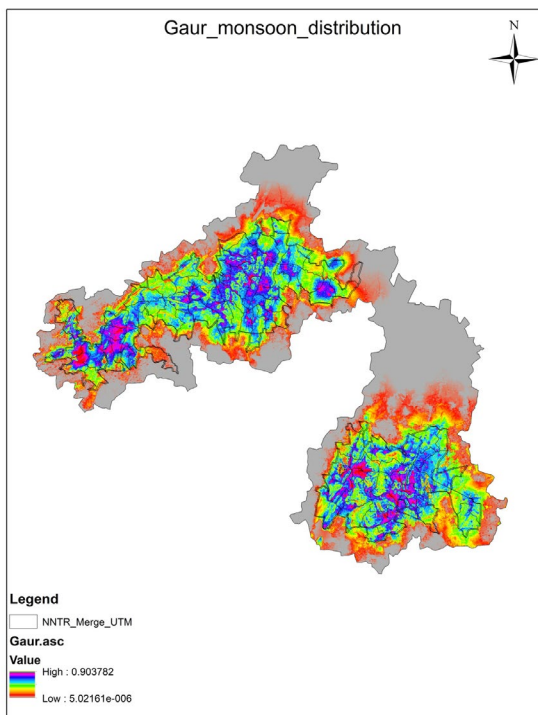 Gaur_monsoon_distribution
N
Legend
NNTR_Merge_UTM
Gaur.asc
Value
High : 0.903782
Low : 5.02161e-006